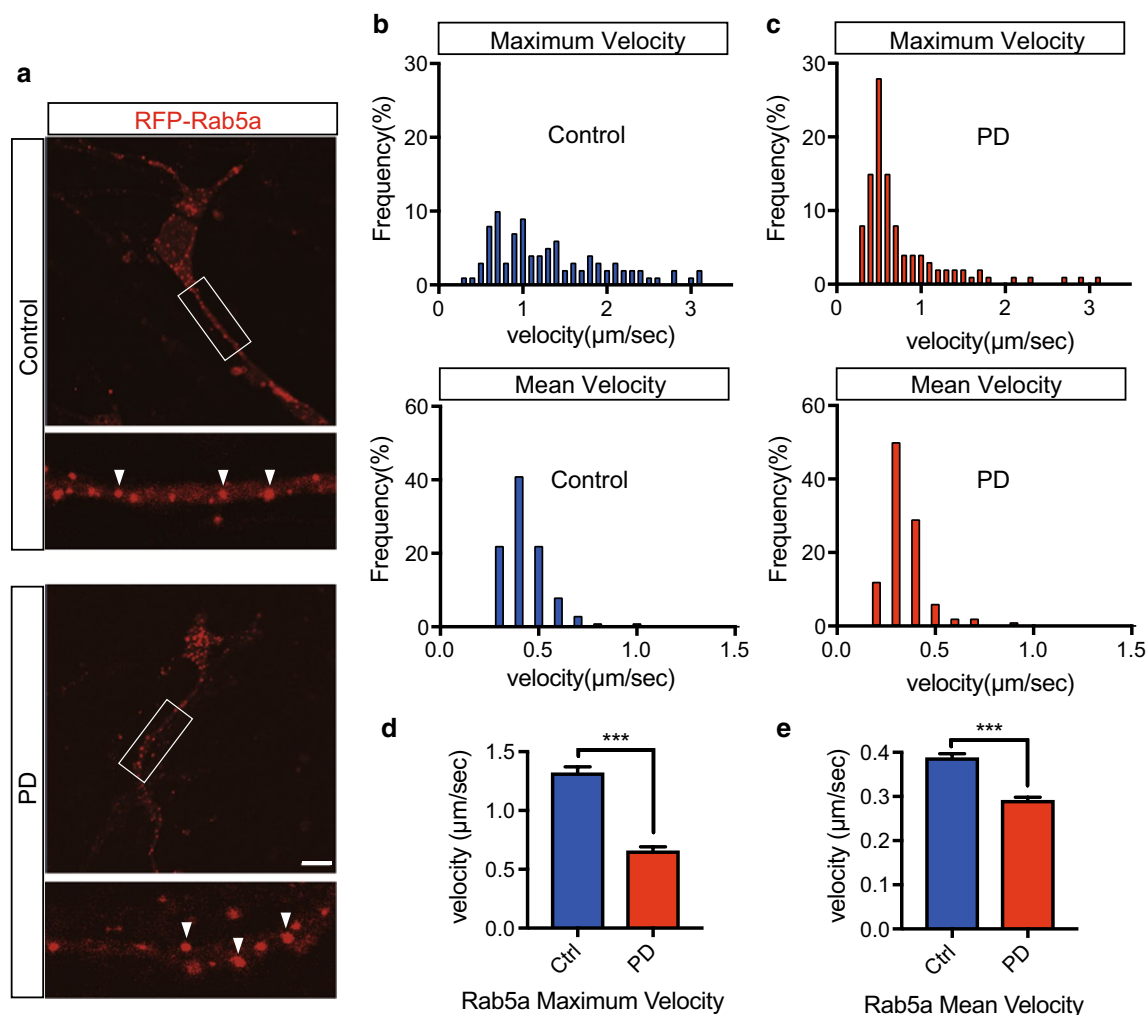 a
RFP-Rab5a
Control
PD
b
Maximum Velocity
Control
Frequency(%)
30
20
10
0
0
1
2
3
velocity(µm/sec)
Mean Velocity
Control
Frequency(%)
60
40
20
0
0.0
0.5
1.0
1.5
velocity(µm/sec)
c
Maximum Velocity
PD
Frequency(%)
30
20
10
0
0
1
2
3
velocity(µm/sec)
Mean Velocity
PD
Frequency(%)
60
40
20
0
0.0
0.5
1.0
1.5
velocity(µm/sec)
d
***
velocity (µm/sec)
1.5
1.0
0.5
0.0
Ctrl
PD
Rab5a Maximum Velocity
e
***
velocity (µm/sec)
0.4
0.3
0.2
0.1
0.0
Ctrl
PD
Rab5a Mean Velocity